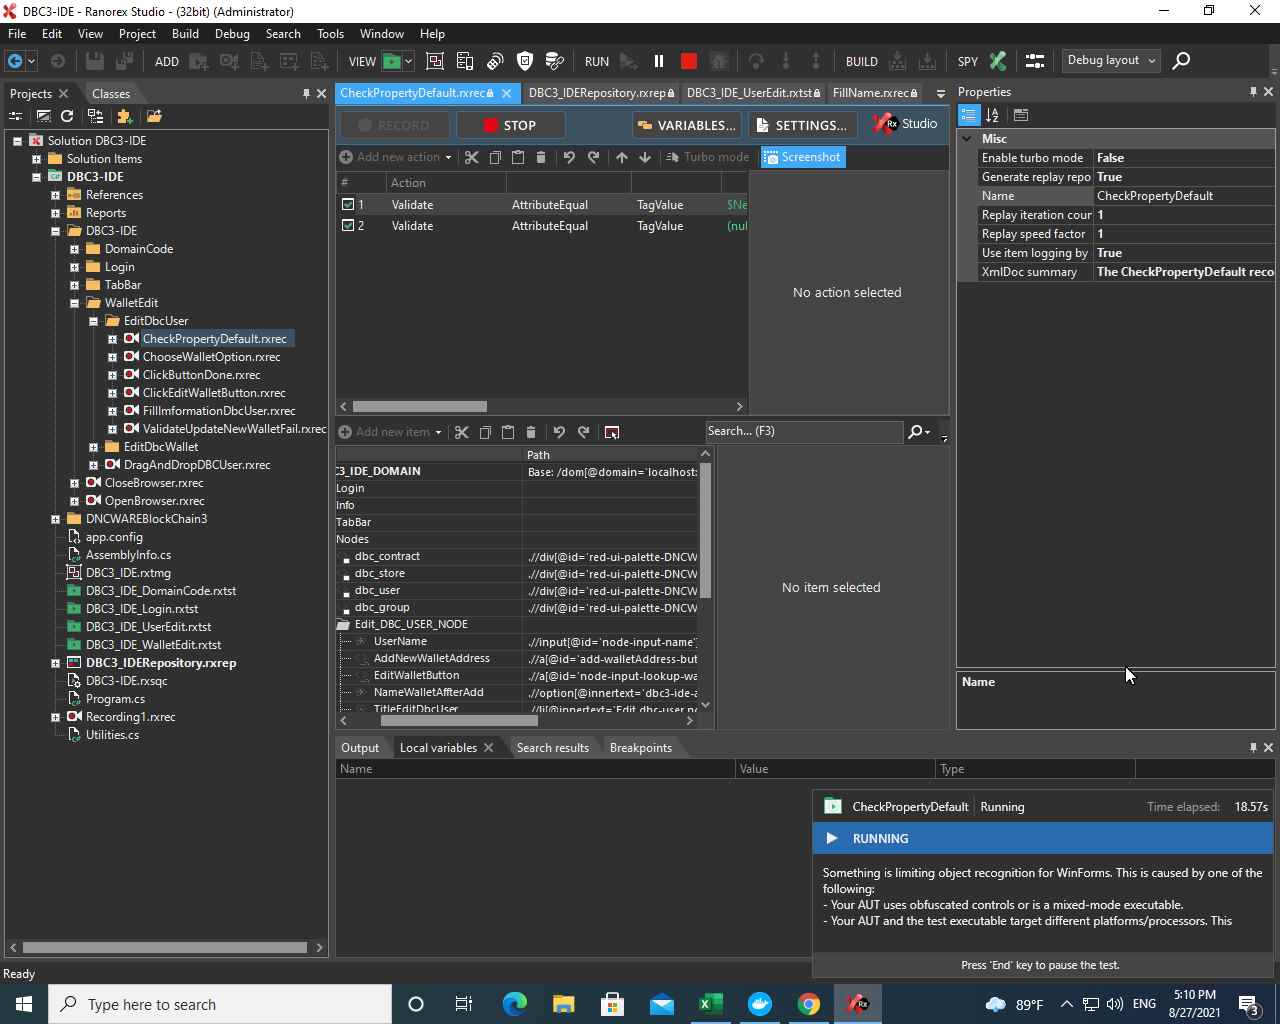 DBC3-IDE - Ranorex Studio - (32bit) (Administrator)
File Edit View Project Build Debug Search Tools Window Help
ADD VIEW RUN BUILD SPY Debug layout
Projects Classes
Solution DBC3-IDE
Solution Items
DBC3-IDE
References
Reports
DBC3-IDE
DomainCode
Login
TabBar
WalletEdit
EditDbcUser
CheckPropertyDefault.rxrec
ChooseWalletOption.rxrec
ClickButtonDone.rxrec
ClickEditWalletButton.rxrec
FillImformationDbcUser.rxrec
ValidateUpdateNewWalletFail.rxrec
EditDbcWallet
DragAndDropDBCUser.rxrec
CloseBrowser.rxrec
OpenBrowser.rxrec
DNCWAREBlockChain3
app.config
AssemblyInfo.cs
DBC3_IDE.rxtmg
DBC3_IDE_DomainCode.rxtst
DBC3_IDE_Login.rxtst
DBC3_IDE_UserEdit.rxtst
DBC3_IDE_WalletEdit.rxtst
DBC3_IDERepository.rxrep
DBC3-IDE.rxsqc
Program.cs
Recording1.rxrec
Utilities.cs
CheckPropertyDefault.rxrec DBC3_IDERepository.rxrep DBC3_IDE_UserEdit.rxtst FillName.rxrec
RECORD STOP VARIABLES... SETTINGS... Rx Studio
Add new action Turbo mode Screenshot
# Action
1 Validate AttributeEqual TagValue $Ne
2 Validate AttributeEqual TagValue (nul
No action selected
Add new item Search... (F3)
Path
C3_IDE_DOMAIN Base: /dom[@domain='localhost:
Login
Info
TabBar
Nodes
dbc_contract .//div[@id='red-ui-palette-DNCW
dbc_store .//div[@id='red-ui-palette-DNCW
dbc_user .//div[@id='red-ui-palette-DNCW
dbc_group .//div[@id='red-ui-palette-DNCW
Edit_DBC_USER_NODE
UserName .//input[@id='node-input-name']
AddNewWalletAddress .//a[@id='add-walletAddress-but
EditWalletButton .//a[@id='node-input-lookup-wa
NameWalletAffterAdd .//option[@innertext='dbc3-ide-a
TitleEditDbcUser .//li[@innertext='Edit dbc-user no
No item selected
Properties
Misc
Enable turbo mode False
Generate replay repo True
Name CheckPropertyDefault
Replay iteration cour 1
Replay speed factor 1
Use item logging by True
XmlDoc summary The CheckPropertyDefault reco
Name
Output Local variables Search results Breakpoints
Name Value Type
CheckPropertyDefault Running Time elapsed: 18.57s
RUNNING
Something is limiting object recognition for WinForms. This is caused by one of the
following:
- Your AUT uses obfuscated controls or is a mixed-mode executable.
- Your AUT and the test executable target different platforms/processors. This
Press 'End' key to pause the test.
Ready
Type here to search
89°F ENG
5:10 PM
8/27/2021
3